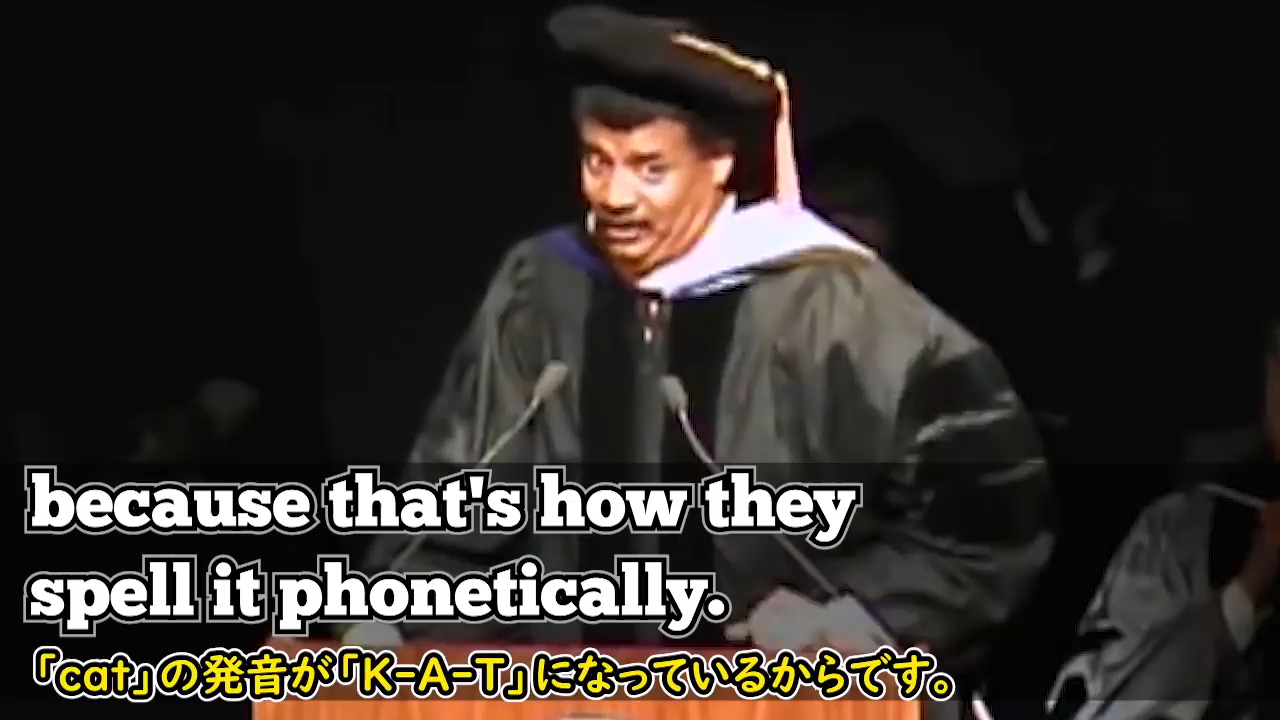 because that's how they
spell it phonetically.
「cat」の発音が「K-A-T」になっているからです。